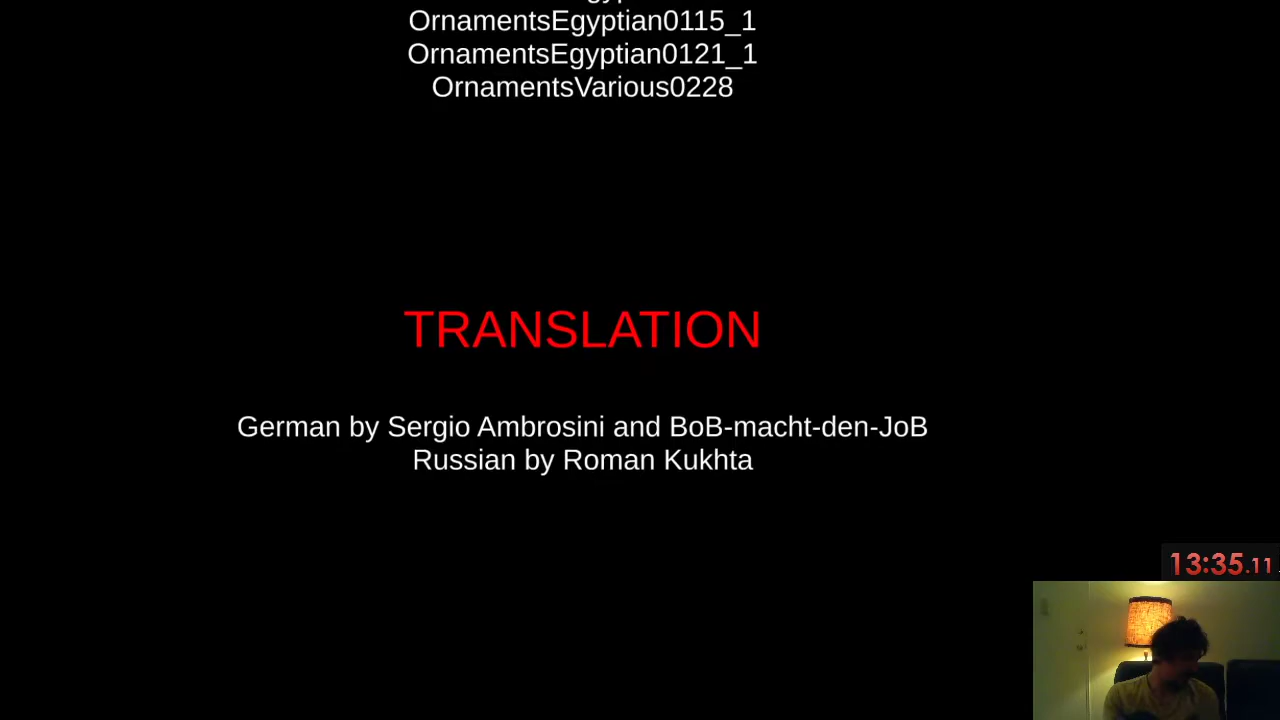 OrnamentsEgyptian0115_1
OrnamentsEgyptian0121_1
OrnamentsVarious0228
TRANSLATION
German by Sergio Ambrosini and BoB-macht-den-JoB
Russian by Roman Kukhta
13:35.11